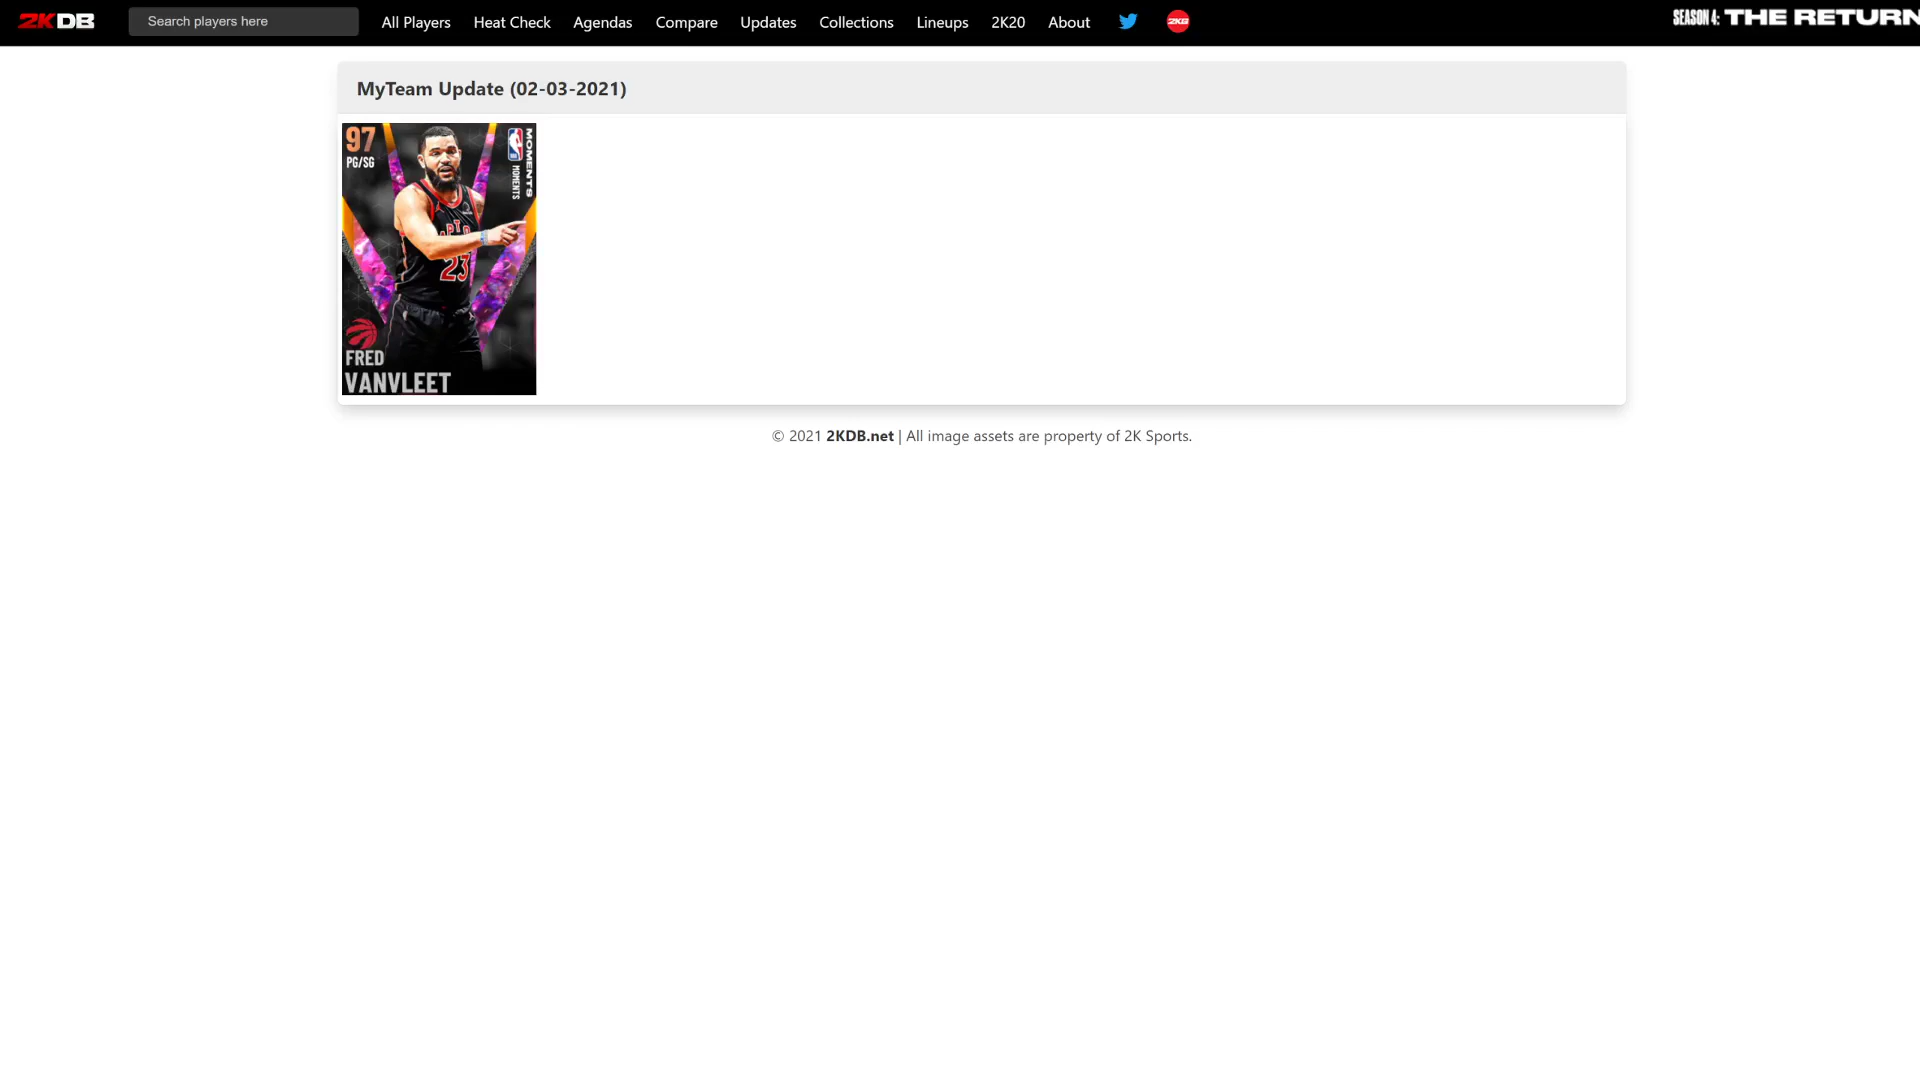 2KDB
Search players here
All Players
Heat Check
Agendas
Compare
Updates
Collections
Lineups
2K20
About
2KG
SEASON 4: THE RETURN
MyTeam Update (02-03-2021)
97
PG/SG
MOMENTS
MOMENTS
23
FRED
VANVLEET
© 2021 2KDB.net | All image assets are property of 2K Sports.